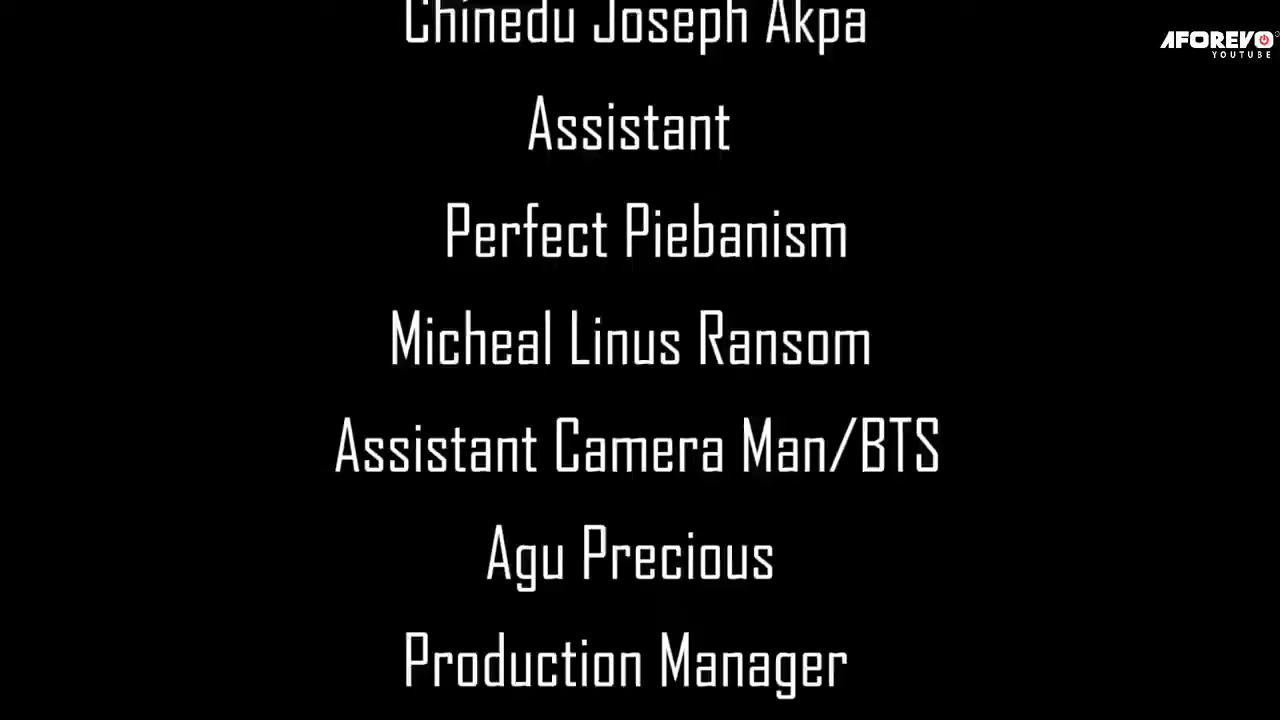 Chinedu Joseph Akpa
AFOREVO
YOUTUBE
Assistant
Perfect Piebanism
Micheal Linus Ransom
Assistant Camera Man/BTS
Agu Precious
Production Manager